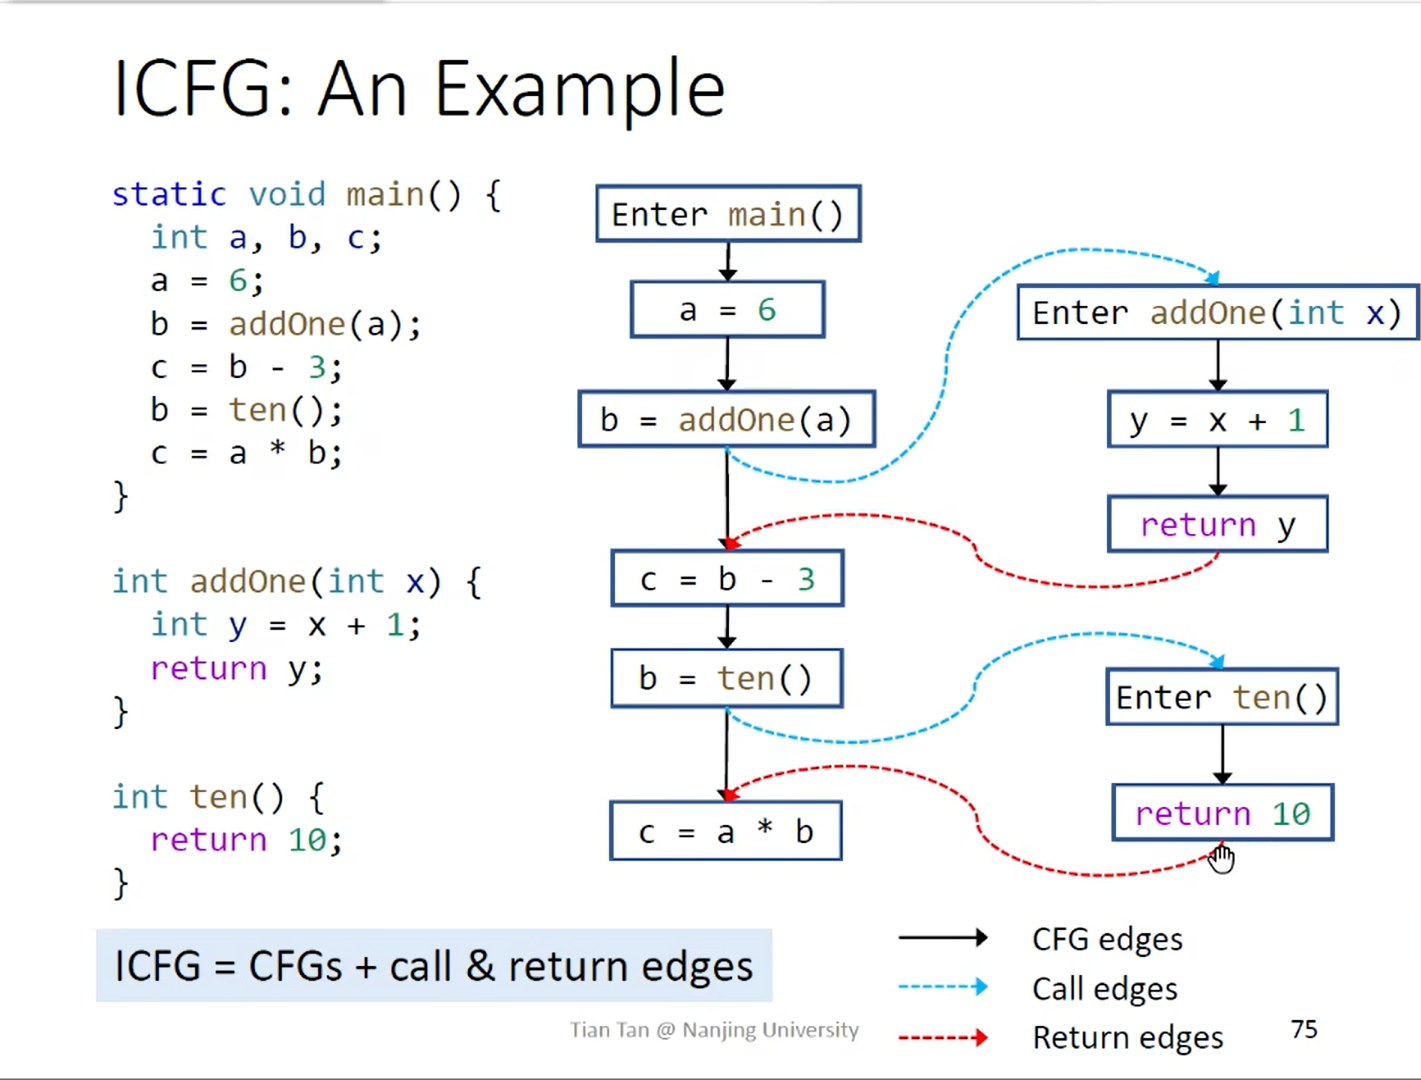 ICFG: An Example
static void main() {
int a, b, c;
a = 6;
b = addOne(a);
c = b - 3;
b = ten();
c = a * b;
}
int addOne(int x) {
int y = x + 1;
return y;
}
int ten() {
return 10;
}
Enter main()
a = 6
b = addOne(a)
c = b - 3
b = ten()
c = a * b
Enter addOne(int x)
y = x + 1
return y
Enter ten()
return 10
ICFG = CFGs + call & return edges
CFG edges
Call edges
Return edges
Tian Tan @ Nanjing University
75